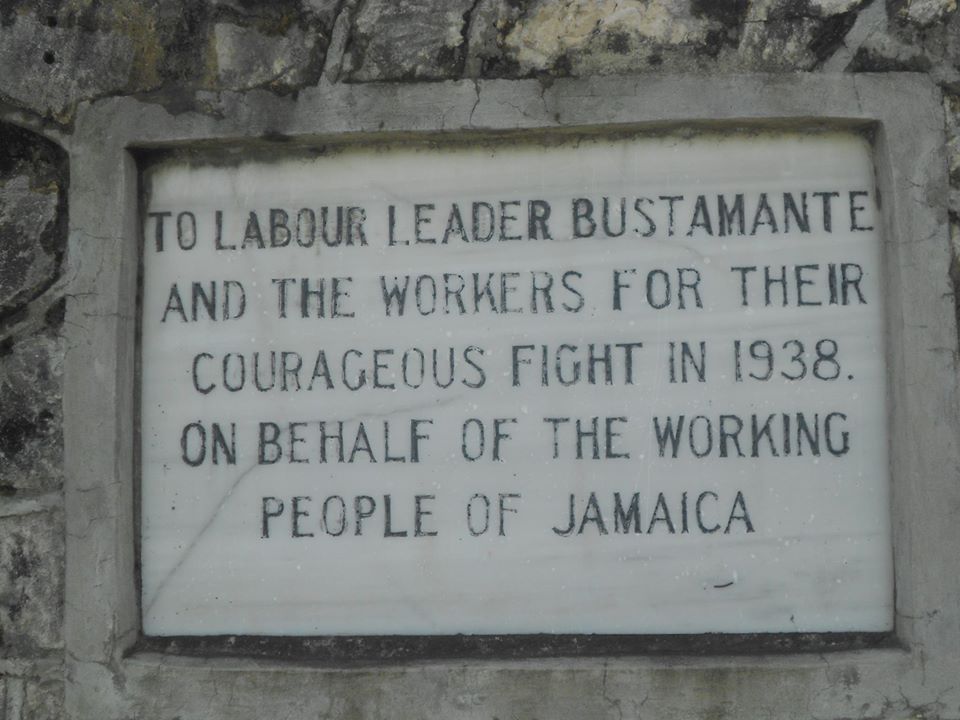 TO LABOUR LEADER BUSTAMANTE
AND THE WORKERS FOR THEIR
COURAGEOUS FIGHT IN 1938.
ON BEHALF OF THE WORKING
PEOPLE OF JAMAICA